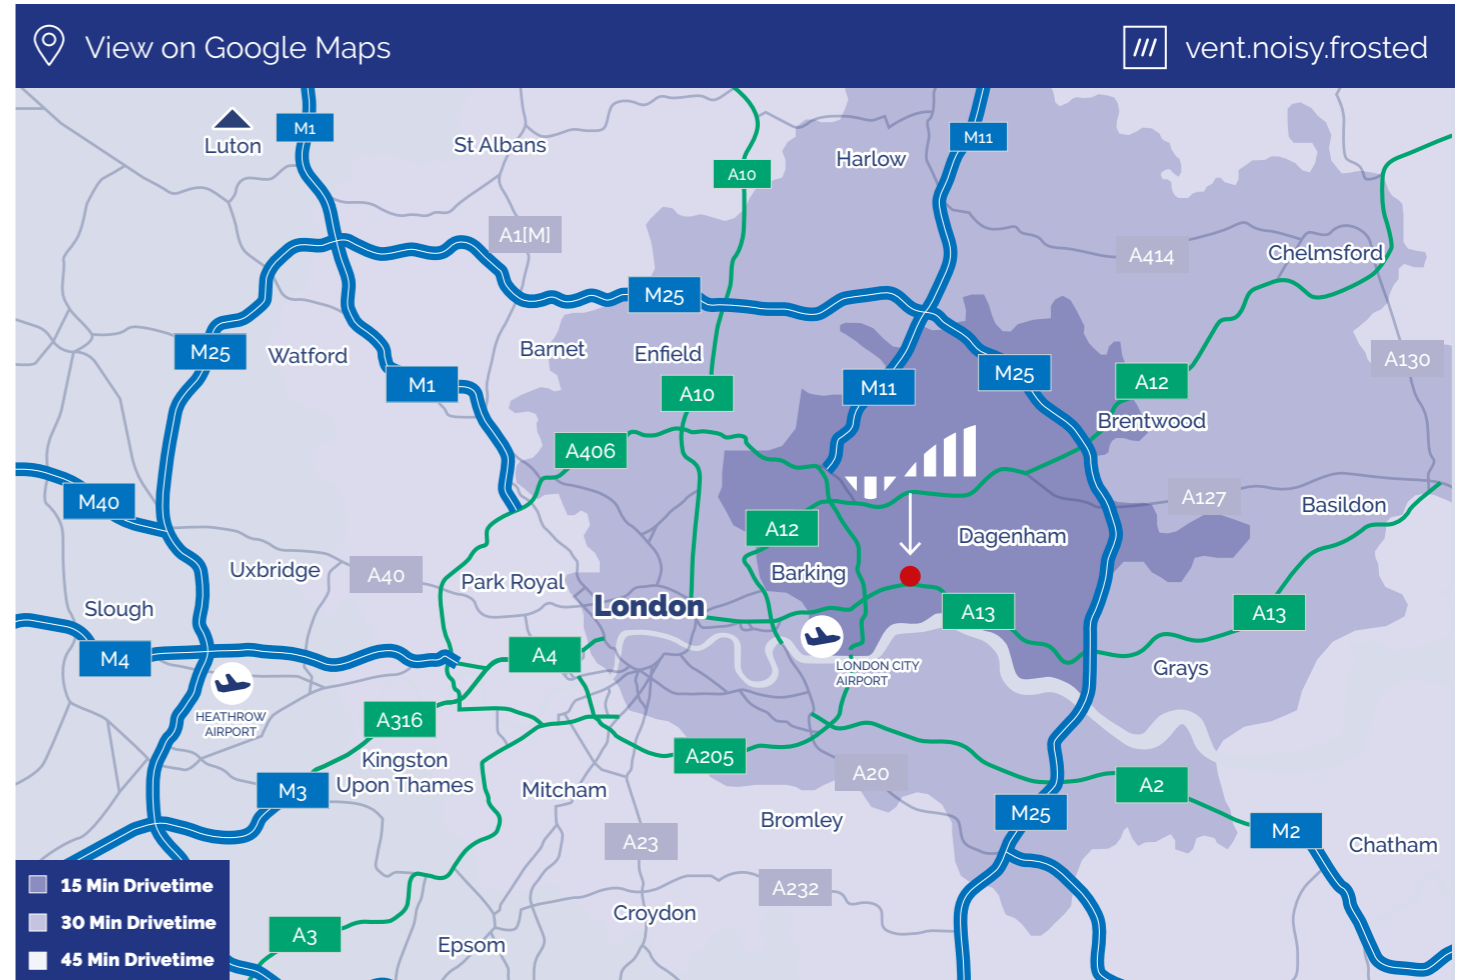 View on Google Maps
vent.noisy.frosted
M1
Luton
St Albans
M11
Harlow
A10
A1[M]
A414
Chelmsford
M25
M25
Watford
Barnet
Enfield
M25
A130
M1
A10
M11
A12
Brentwood
A406
M40
A127
Basildon
A12
Dagenham
Uxbridge
A40
Park Royal
Barking
Slough
London
A13
A13
M4
A4
LONDON CITY
AIRPORT
Grays
HEATHROW
AIRPORT
A316
Kingston
Upon Thames
A205
A20
A2
M3
Mitcham
M25
Bromley
M2
A23
Chatham
15 Min Drivetime
A232
30 Min Drivetime
Croydon
A3
Epsom
45 Min Drivetime